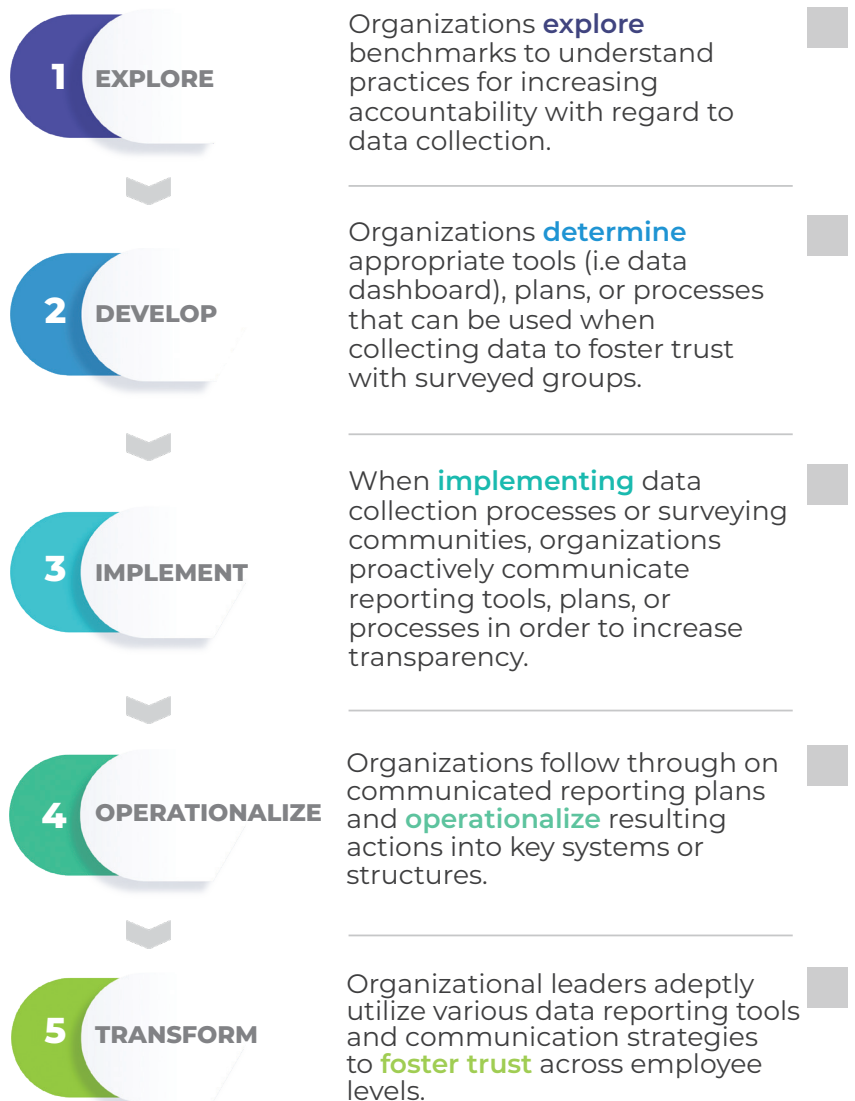 1 EXPLORE
Organizations explore
benchmarks to understand
practices for increasing
accountability with regard to
data collection.
2 DEVELOP
Organizations determine
appropriate tools (i.e data
dashboard), plans, or processes
that can be used when
collecting data to foster trust
with surveyed groups.
3 IMPLEMENT
When implementing data
collection processes or surveying
communities, organizations
proactively communicate
reporting tools, plans, or
processes in order to increase
transparency.
4 OPERATIONALIZE
Organizations follow through on
communicated reporting plans
and operationalize resulting
actions into key systems or
structures.
5 TRANSFORM
Organizational leaders adeptly
utilize various data reporting tools
and communication strategies
to foster trust across employee
levels.